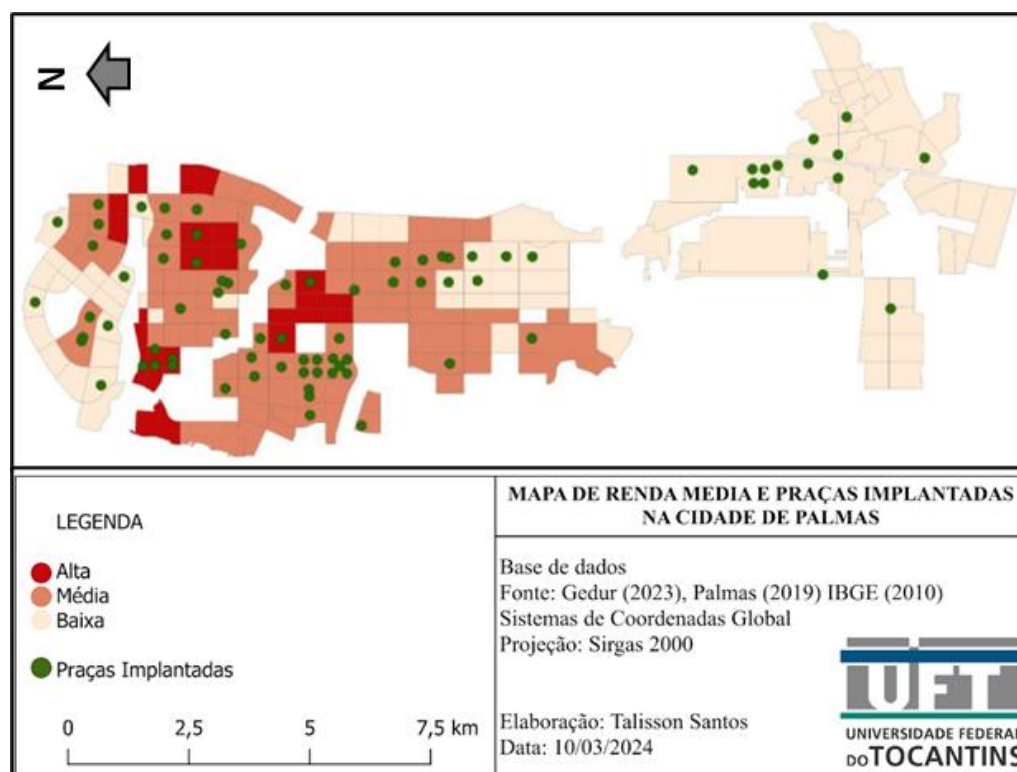 N
LEGENDA
Alta
Média
Baixa
Praças Implantadas
0 2,5 5 7,5 km
MAPA DE RENDA MEDIA E PRAÇAS IMPLANTADAS
NA CIDADE DE PALMAS
Base de dados
Fonte: Gedur (2023), Palmas (2019) IBGE (2010)
Sistemas de Coordenadas Global
Projeção: Sirgas 2000
Elaboração: Talisson Santos
Data: 10/03/2024
UFT
UNIVERSIDADE FEDERAL
DO TOCANTINS